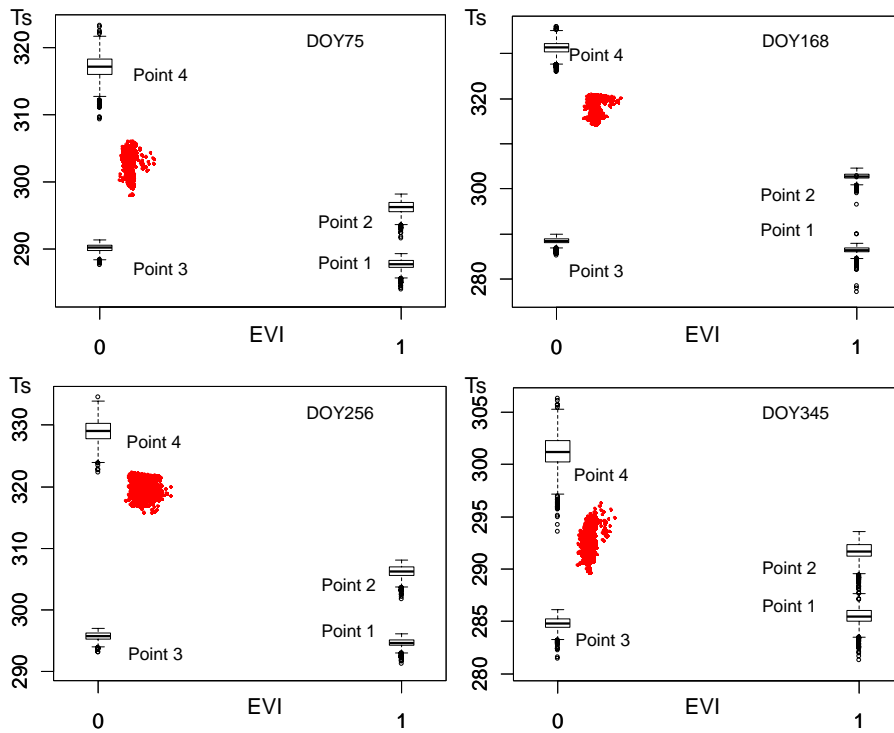 Ts
DOY75
Point 4
Point 2
Point 1
Point 3
320
310
300
290
0
EVI
1
Ts
DOY168
Point 4
Point 2
Point 1
Point 3
320
300
280
0
EVI
1
Ts
DOY256
Point 4
Point 2
Point 1
Point 3
330
320
310
300
290
0
EVI
1
Ts
DOY345
Point 4
Point 2
Point 1
Point 3
305
300
295
290
285
280
0
EVI
1